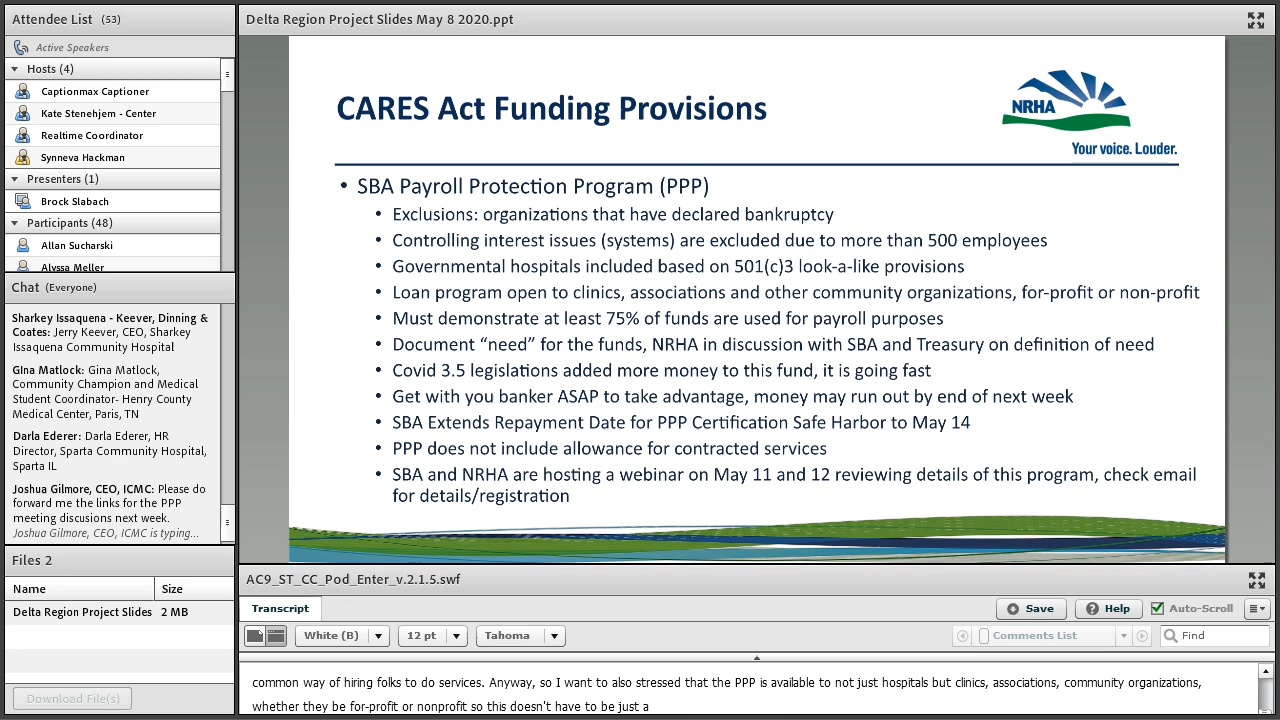 Attendee List (53)
Active Speakers
Hosts (4)
Captionmax Captioner
Kate Stenehjem - Center
Realtime Coordinator
Synneva Hackman
Presenters (1)
Brock Slabach
Participants (48)
Allan Sucharski
Alyssa Meller
Chat (Everyone)
Sharkey Issaquena - Keever, Dinning &
Coates: Jerry Keever, CEO, Sharkey
Issaquena Community Hospital
Gina Matlock: Gina Matlock,
Community Champion and Medical
Student Coordinator- Henry County
Medical Center, Paris, TN
Darla Ederer: Darla Ederer, HR
Director, Sparta Community Hospital,
Sparta IL
Joshua Gilmore, CEO, ICMC: Please do
forward me the links for the PPP
meeting discusions next week.
Joshua Gilmore, CEO, ICMC is typing...
Files 2
Name Size
Delta Region Project Slides 2 MB
Download File(s)
Delta Region Project Slides May 8 2020.ppt
CARES Act Funding Provisions
NRHA
Your voice. Louder.
• SBA Payroll Protection Program (PPP)
• Exclusions: organizations that have declared bankruptcy
• Controlling interest issues (systems) are excluded due to more than 500 employees
• Governmental hospitals included based on 501(c)3 look-a-like provisions
• Loan program open to clinics, associations and other community organizations, for-profit or non-profit
• Must demonstrate at least 75% of funds are used for payroll purposes
• Document “need” for the funds, NRHA in discussion with SBA and Treasury on definition of need
• Covid 3.5 legislations added more money to this fund, it is going fast
• Get with you banker ASAP to take advantage, money may run out by end of next week
• SBA Extends Repayment Date for PPP Certification Safe Harbor to May 14
• PPP does not include allowance for contracted services
• SBA and NRHA are hosting a webinar on May 11 and 12 reviewing details of this program, check email
for details/registration
AC9_ST_CC_Pod_Enter_v.2.1.5.swf
Transcript Save Help Auto-Scroll
White (B) 12 pt Tahoma Comments List Find
common way of hiring folks to do services. Anyway, so I want to also stressed that the PPP is available to not just hospitals but clinics, associations, community organizations,
whether they be for-profit or nonprofit so this doesn't have to be just a